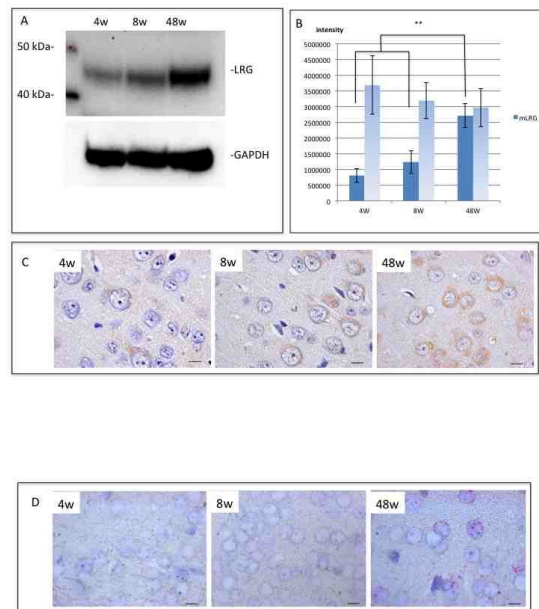 A
4w 8w 48w
50 kDa-
-LRG
40 kDa-
-GAPDH
B
intensity
**
5000000
4500000
4000000
3500000
3000000
2500000
2000000
1500000
1000000
500000
0
mLRG
4W 8W 48W
C
4w 8w 48w
D
4w 8w 48w